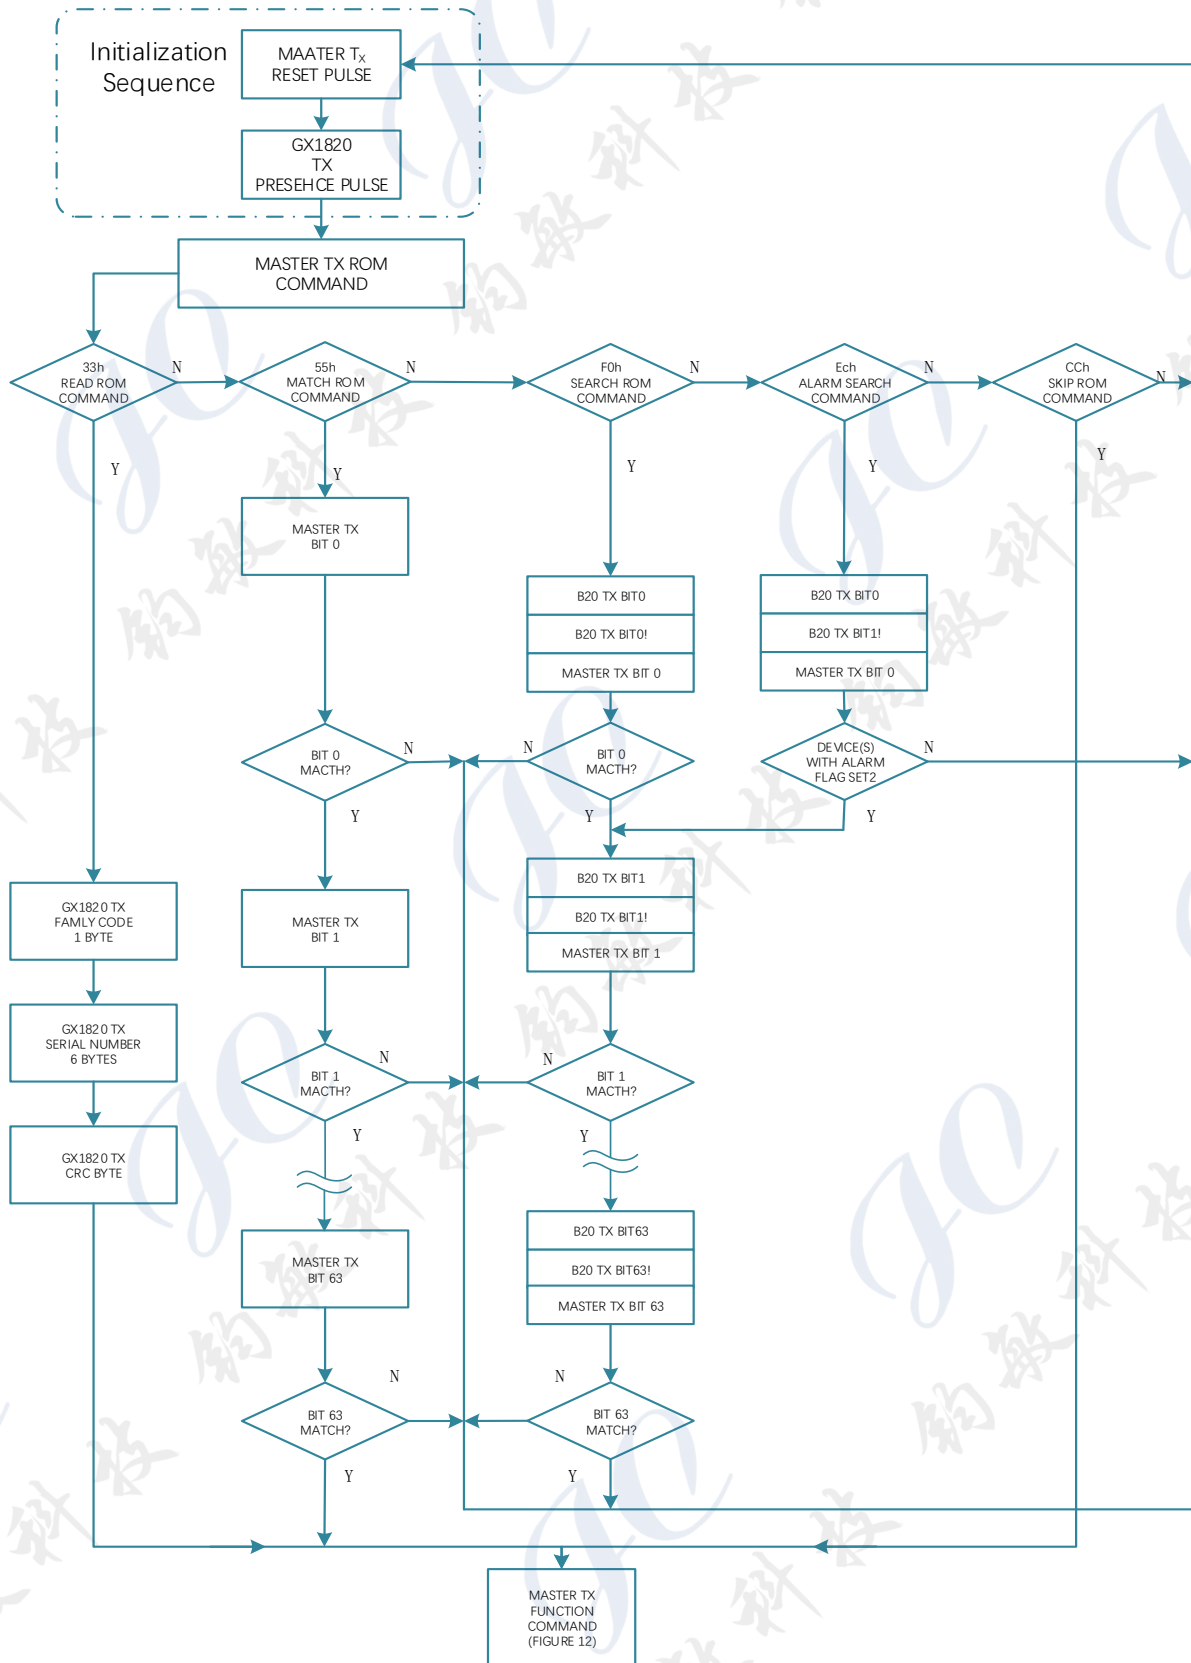 Initialization
Sequence
MAATER Tx
RESET PULSE
GX1820
TX
PRESEHCE PULSE
MASTER TX ROM
COMMAND
33h
READ ROM
COMMAND
N
55h
MATCH ROM
COMMAND
N
F0h
SEARCH ROM
COMMAND
N
Ech
ALARM SEARCH
COMMAND
N
CCh
SKIP ROM
COMMAND
N
Y
Y
Y
Y
Y
MASTER TX
BIT 0
B20 TX BIT0
B20 TX BIT0!
MASTER TX BIT 0
B20 TX BIT0
B20 TX BIT1!
MASTER TX BIT 0
BIT 0
MACTH?
N
N
BIT 0
MACTH?
DEVICE(S)
WITH ALARM
FLAG SET2
N
Y
Y
Y
GX1820 TX
FAMLY CODE
1 BYTE
MASTER TX
BIT 1
B20 TX BIT1
B20 TX BIT1!
MASTER TX BIT 1
GX1820 TX
SERIAL NUMBER
6 BYTES
BIT 1
MACTH?
N
N
BIT 1
MACTH?
Y
Y
GX1820 TX
CRC BYTE
MASTER TX
BIT 63
B20 TX BIT63
B20 TX BIT63!
MASTER TX BIT 63
BIT 63
MATCH?
N
N
BIT 63
MATCH?
Y
Y
MASTER TX
FUNCTION
COMMAND
(FIGURE 12)